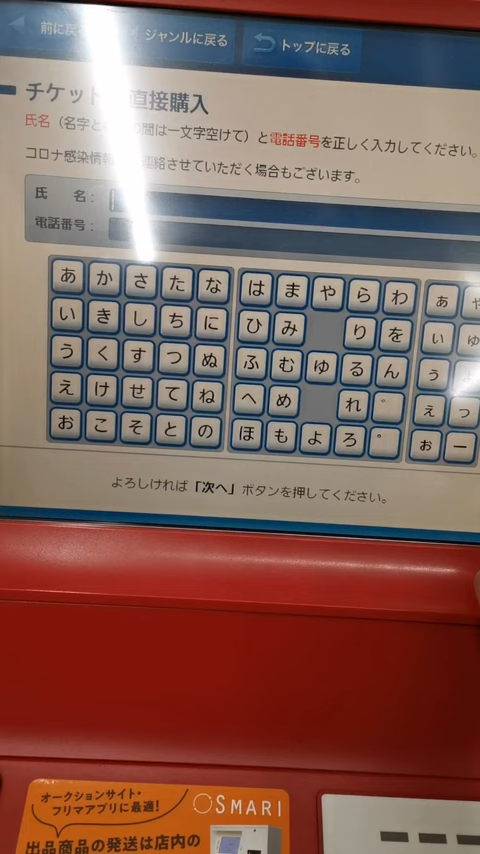 前に戻
ジャンルに戻る
トップに戻る
チケット 直接購入
氏名（名字と の間は一文字空けて）と電話番号を正しく入力してください。
コロナ感染情報 連絡させていただく場合もございます。
氏 名：
電話番号：
あ か さ た な は ま や ら わ ぁ
い き し ち に ひ み り を ぃ ゅ
う く す つ ぬ ふ む ゆ る ん ぅ
え け せ て ね へ め れ ゛ ぇ っ
お こ そ と の ほ も よ ろ ゜ ぉ ー
よろしければ「次へ」ボタンを押してください。
オークションサイト・
フリマアプリに最適！
SMARI
出品商品の発送は店内の